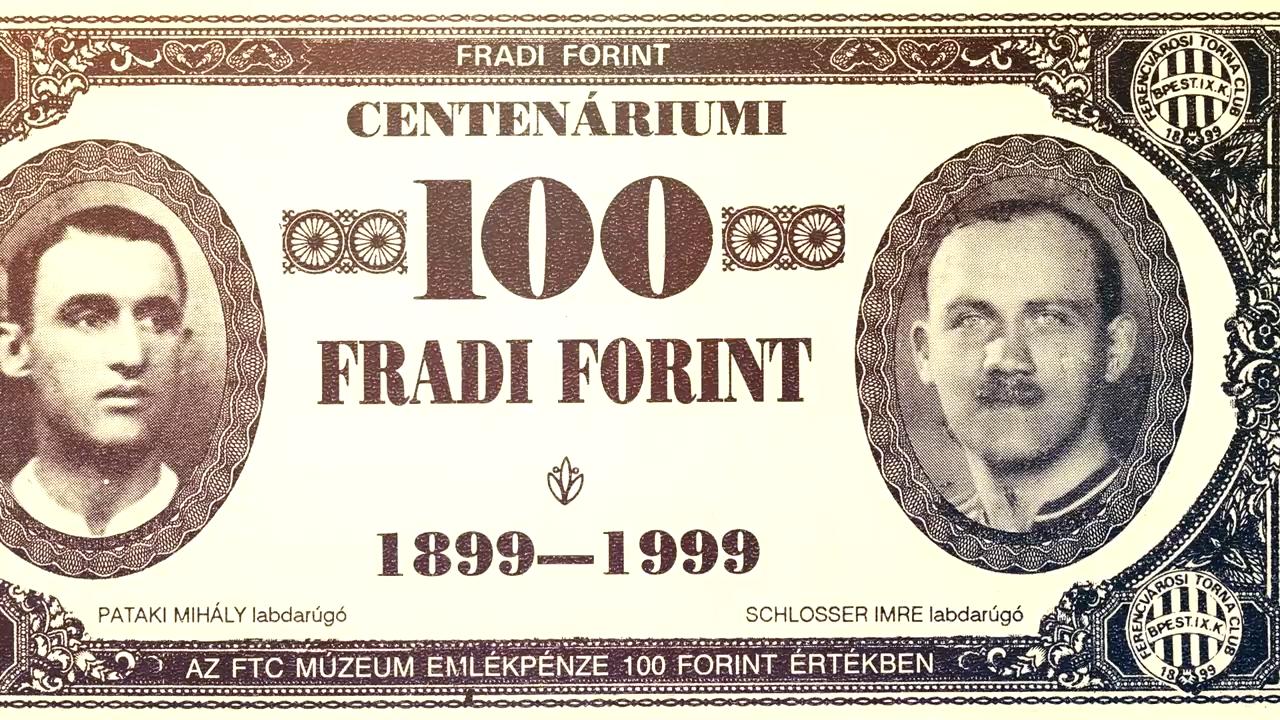 FRADI FORINT
FERENCVÁROSI TORNA CLUB
BPEST.IX.K.
18 99
CENTENÁRIUMI
100
FRADI FORINT
1899—1999
PATAKI MIHÁLY labdarúgó
SCHLOSSER IMRE labdarúgó
AZ FTC MÚZEUM EMLÉKPÉNZE 100 FORINT ÉRTÉKBEN
FERENCVÁROSI TORNA CLUB
BPEST.IX.K.
18 99